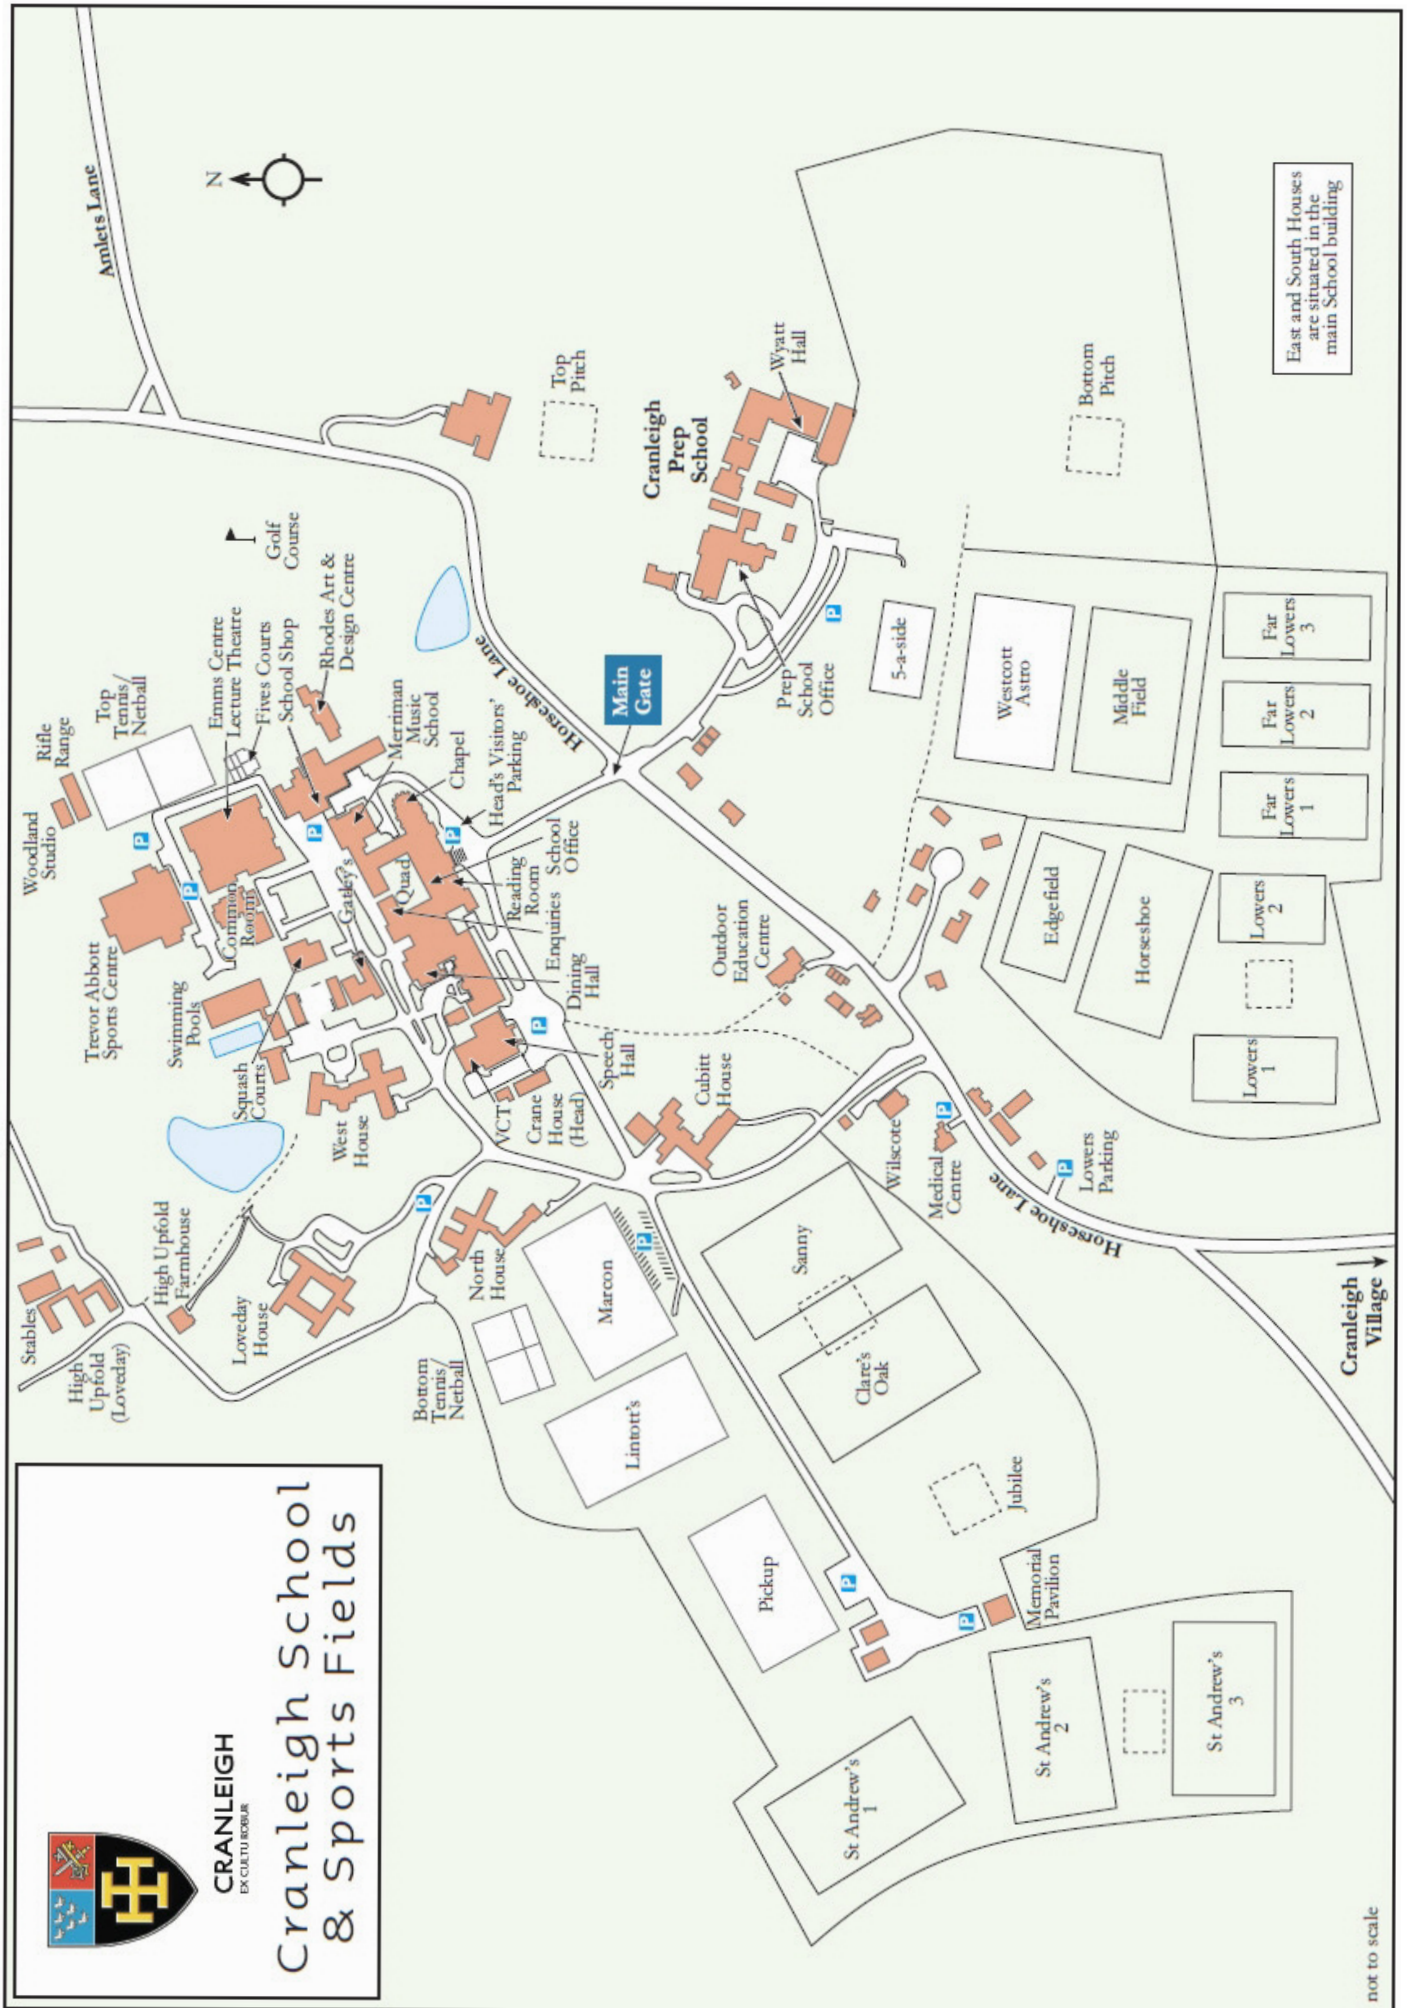 CRANLEIGH
EX CULTU ROBUR
Cranleigh School
& Sports Fields
Stables
High
Upfold
(Loveday)
High Upfold
Farmhouse
Loveday
House
Bottom
Tennis/
Netball
North
House
P
West
House
Squash
Courts
Swimming
Pools
Trevor Abbott
Sports Centre
Woodland
Studio
Rifle
Range
Top
Tennis/
Netball
P
P
Common
Room
Emms Centre
Lecture Theatre
Fives Courts
School Shop
P
Rhodes Art &
Design Centre
Golf
Course
Amlets Lane
N
Gatley's
Quad
Merriman
Music
School
Chapel
Head's Visitors'
Parking
P
School
Office
Reading
Room
Enquiries
Dining
Hall
P
Speech
Hall
VCT
Crane
House
(Head)
Horseshoe Lane
Main
Gate
Top
Pitch
Cranleigh
Prep
School
Wyatt
Hall
Prep
School
Office
P
5-a-side
Outdoor
Education
Centre
Cubitt
House
Marcon
P
Lintott's
Pickup
Sanny
Clare's
Oak
Jubilee
P
P
Memorial
Pavilion
St Andrew's
1
St Andrew's
2
St Andrew's
3
Wilscote
Medical
Centre
P
Horseshoe Lane
P
Lowers
Parking
Cranleigh
Village
Westcott
Astro
Middle
Field
Bottom
Pitch
Edgefield
Horseshoe
Lowers
1
Lowers
2
Far
Lowers
1
Far
Lowers
2
Far
Lowers
3
East and South Houses
are situated in the
main School building
not to scale